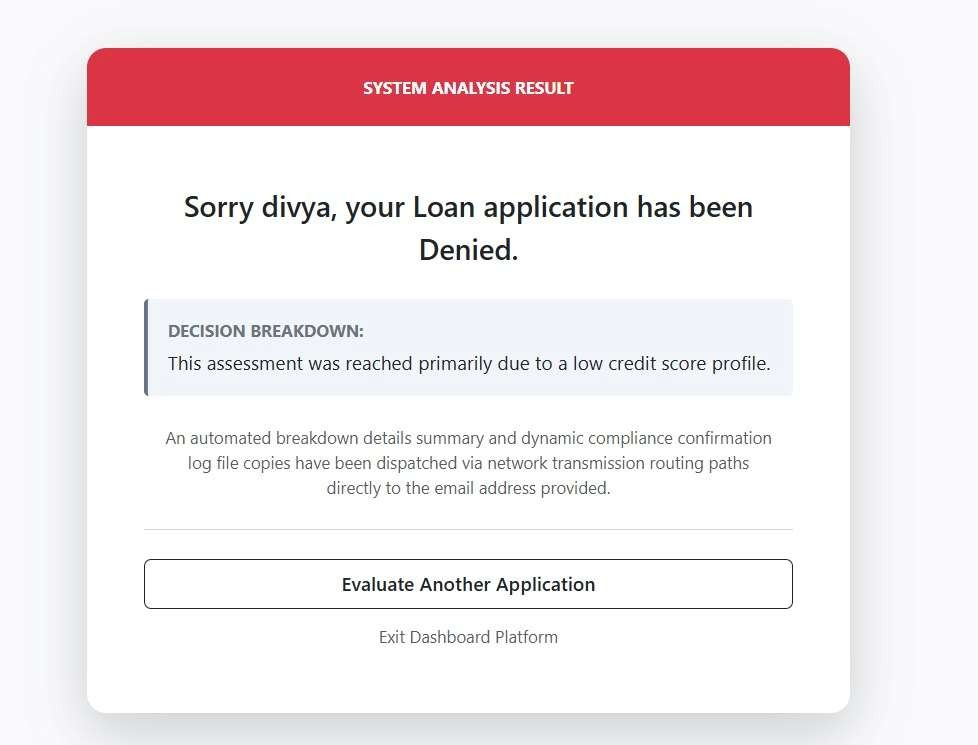 SYSTEM ANALYSIS RESULT
Sorry divya, your Loan application has been
Denied.
DECISION BREAKDOWN:
This assessment was reached primarily due to a low credit score profile.
An automated breakdown details summary and dynamic compliance confirmation
log file copies have been dispatched via network transmission routing paths
directly to the email address provided.
Evaluate Another Application
Exit Dashboard Platform